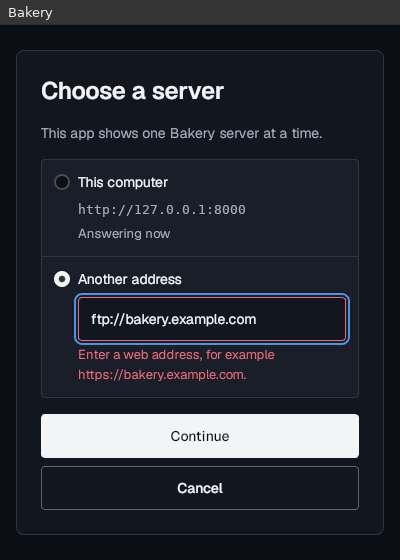 Bakery
Choose a server
This app shows one Bakery server at a time.
This computer
http://127.0.0.1:8000
Answering now
Another address
ftp://bakery.example.com
Enter a web address, for example
https://bakery.example.com.
Continue
Cancel